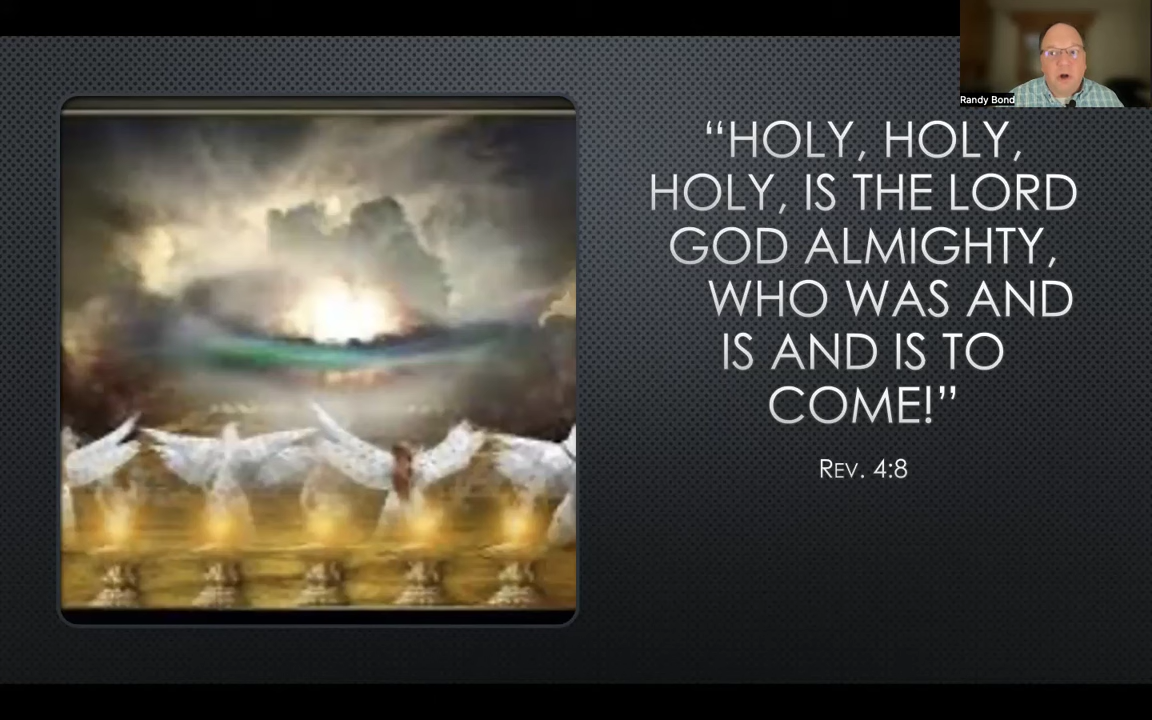 Randy Bond
“HOLY, HOLY,
HOLY, IS THE LORD
GOD ALMIGHTY,
WHO WAS AND
IS AND IS TO
COME!”
REV. 4:8